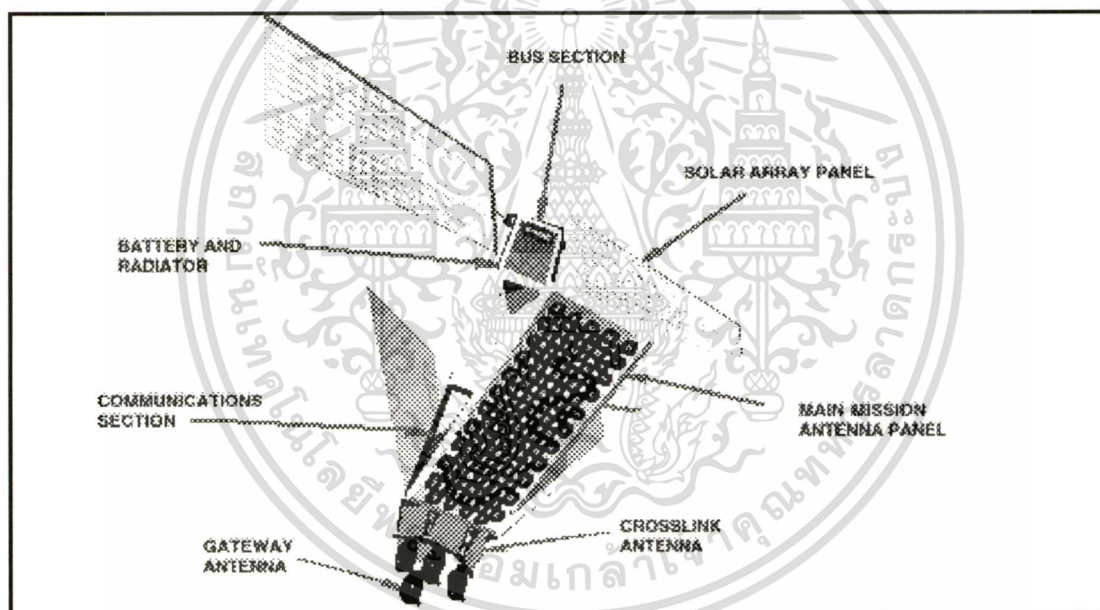 BUS SECTION
SOLAR ARRAY PANEL
BATTERY AND
RADIATOR
COMMUNICATIONS
SECTION
MAIN MISSION
ANTENNA PANEL
GATEWAY
ANTENNA
CROSSLINK
ANTENNA